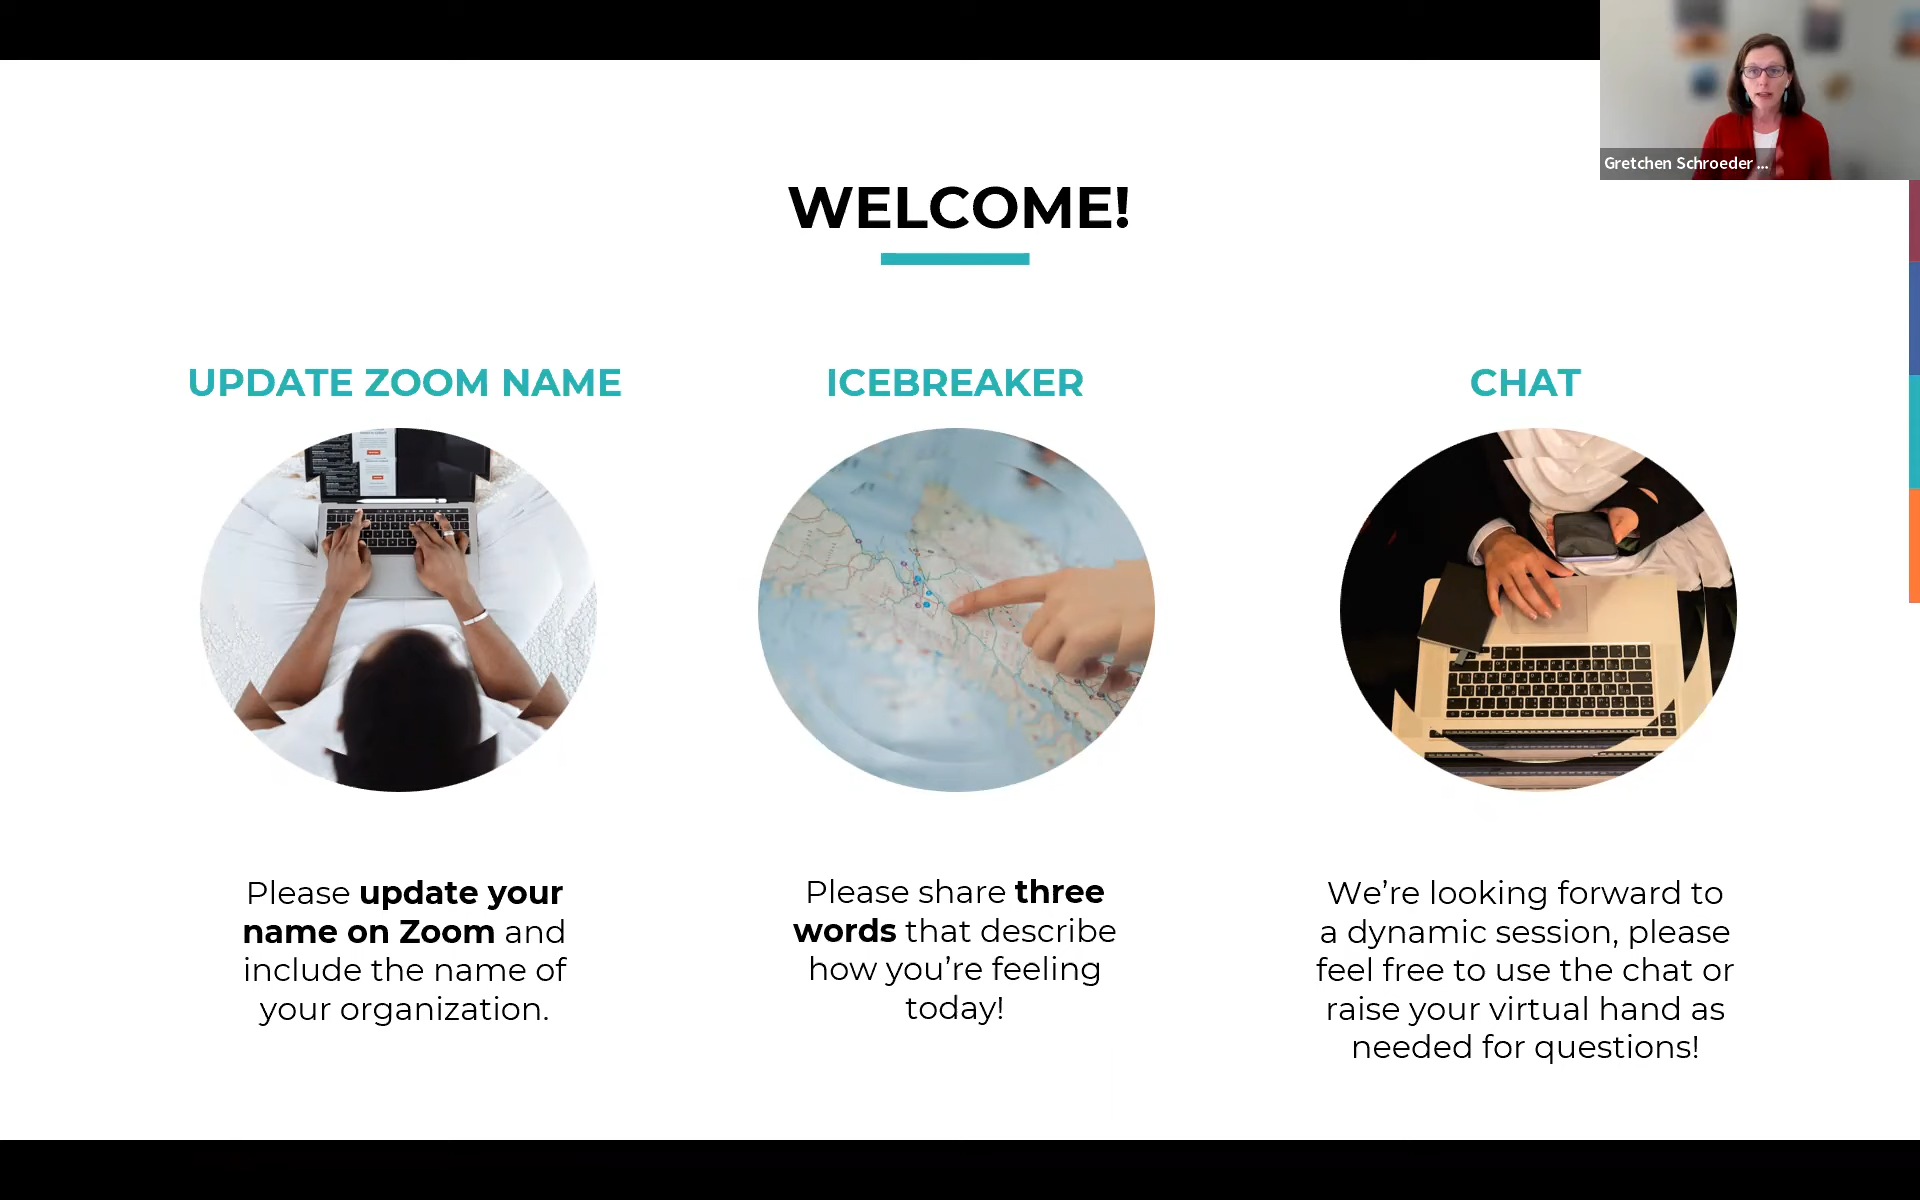 Gretchen Schroeder ...
WELCOME!
UPDATE ZOOM NAME
Please update your
name on Zoom and
include the name of
your organization.
ICEBREAKER
Please share three
words that describe
how you’re feeling
today!
CHAT
We’re looking forward to
a dynamic session, please
feel free to use the chat or
raise your virtual hand as
needed for questions!